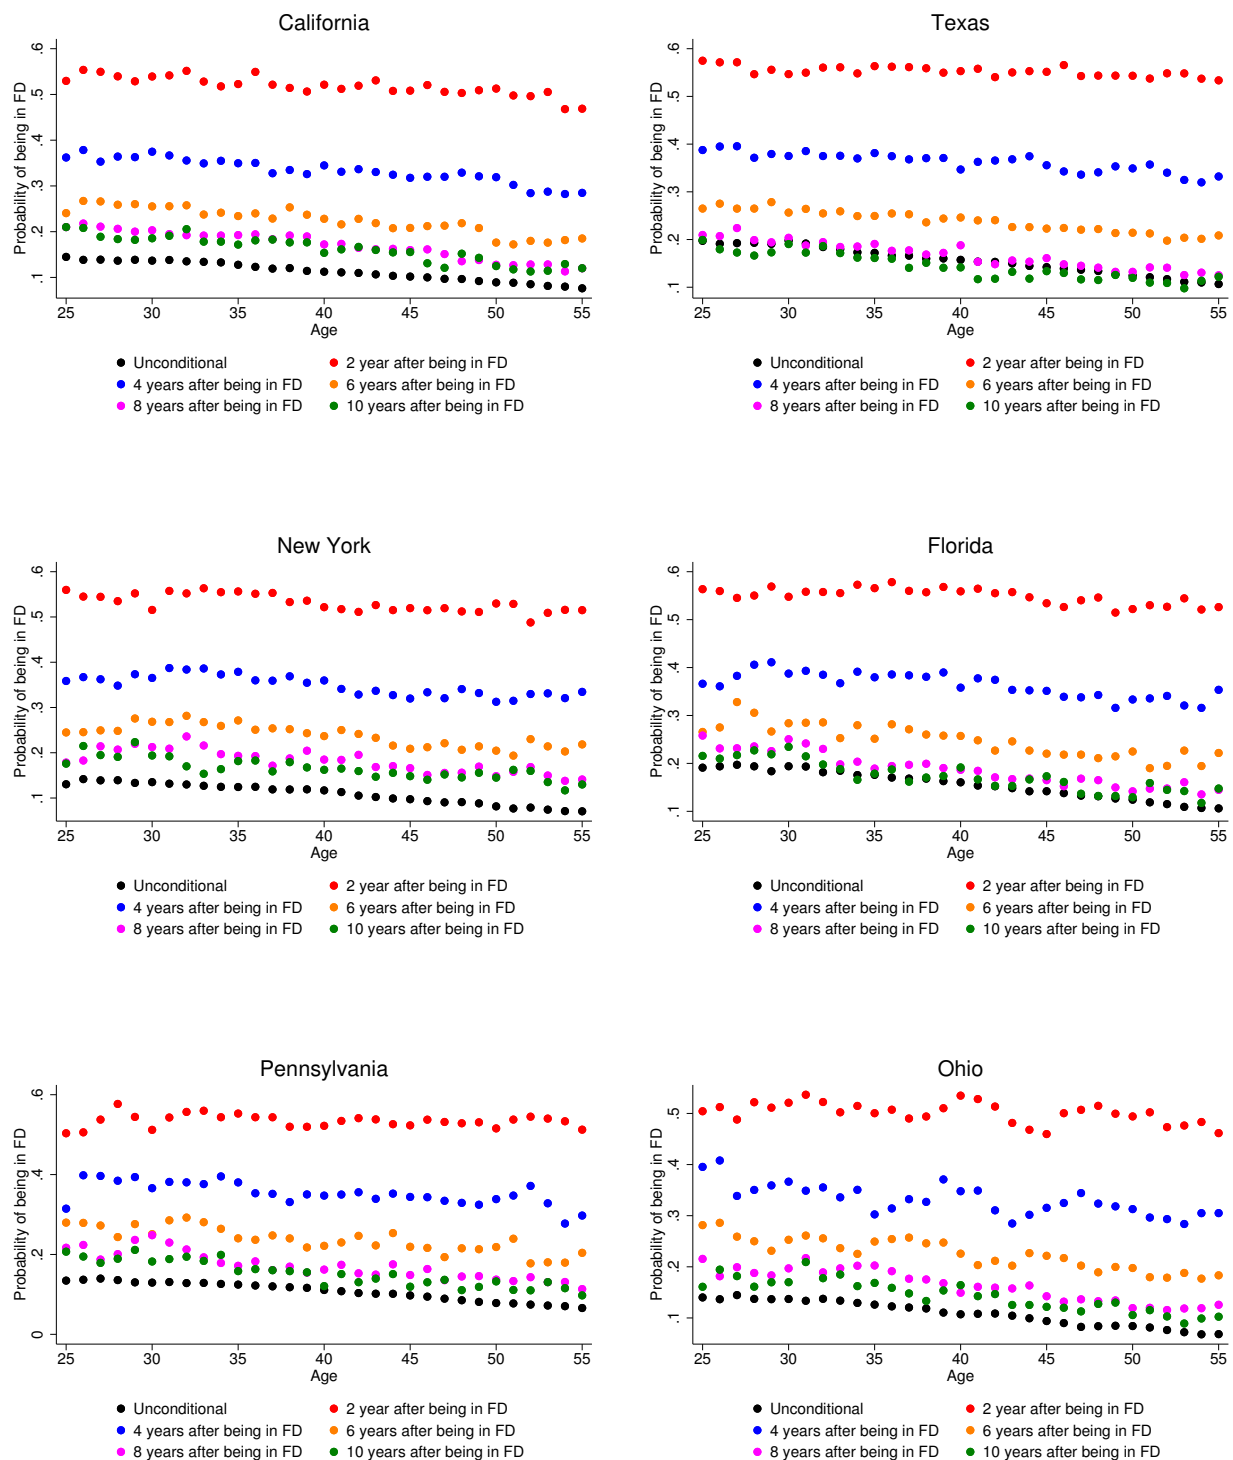 California
Texas
Probability of being in FD
.1 .2 .3 .4 .5 .6
25 30 35 40 45 50 55
Age
Probability of being in FD
.1 .2 .3 .4 .5 .6
25 30 35 40 45 50 55
Age
Unconditional 2 year after being in FD
4 years after being in FD 6 years after being in FD
8 years after being in FD 10 years after being in FD
Unconditional 2 year after being in FD
4 years after being in FD 6 years after being in FD
8 years after being in FD 10 years after being in FD
New York
Florida
Probability of being in FD
.1 .2 .3 .4 .5 .6
25 30 35 40 45 50 55
Age
Probability of being in FD
.1 .2 .3 .4 .5 .6
25 30 35 40 45 50 55
Age
Unconditional 2 year after being in FD
4 years after being in FD 6 years after being in FD
8 years after being in FD 10 years after being in FD
Unconditional 2 year after being in FD
4 years after being in FD 6 years after being in FD
8 years after being in FD 10 years after being in FD
Pennsylvania
Ohio
Probability of being in FD
0 .2 .4 .6
25 30 35 40 45 50 55
Age
Probability of being in FD
.1 .2 .3 .4 .5
25 30 35 40 45 50 55
Age
Unconditional 2 year after being in FD
4 years after being in FD 6 years after being in FD
8 years after being in FD 10 years after being in FD
Unconditional 2 year after being in FD
4 years after being in FD 6 years after being in FD
8 years after being in FD 10 years after being in FD